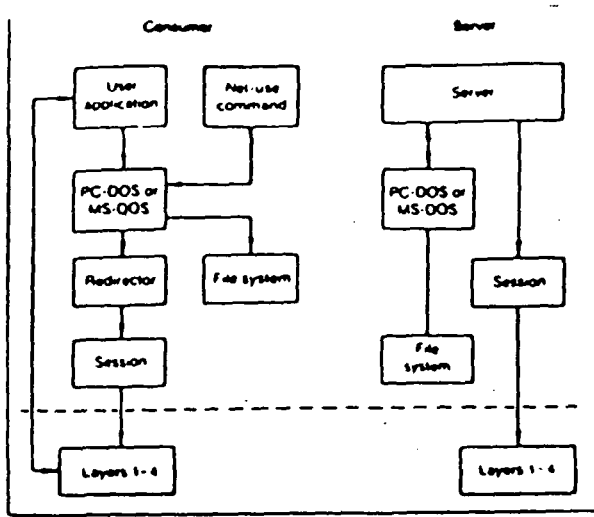 Consumer
Server
User
application
Net-use
command
Server
PC-DOS or
MS-DOS
PC-DOS or
MS-DOS
Redirector
File system
Session
File
system
Session
Layers 1-4
Layers 1-4